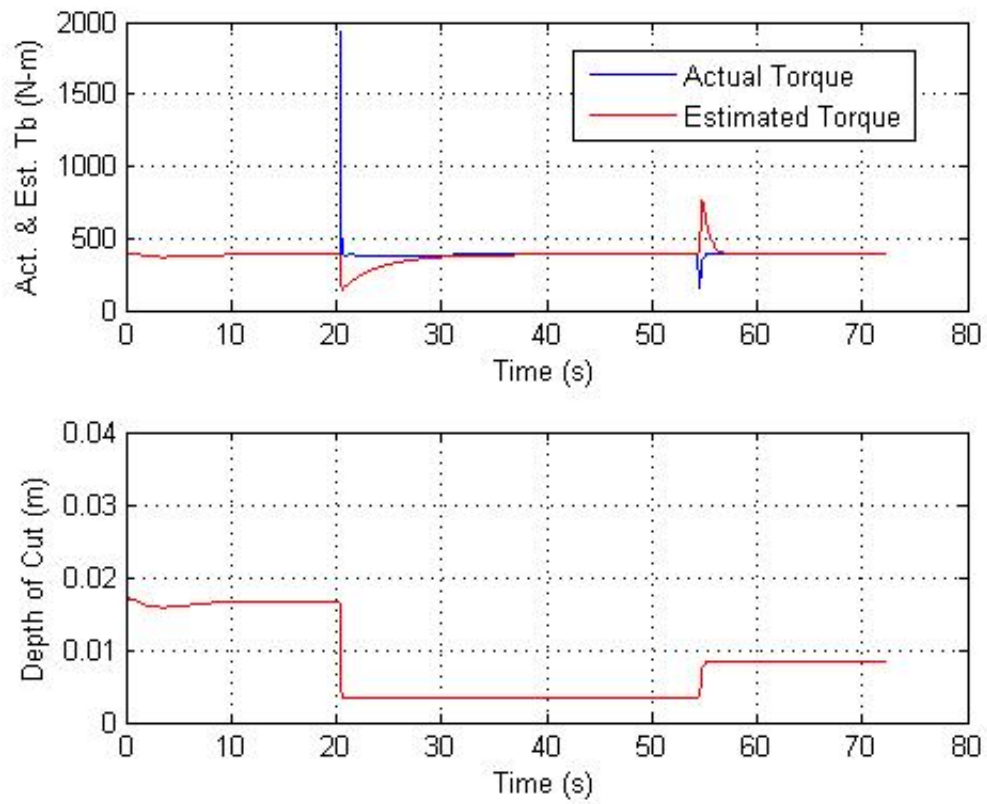 2000
1500
1000
500
0
Act. & Est. Tb (N-m)
Actual Torque
Estimated Torque
0 10 20 30 40 50 60 70 80
Time (s)
0.04
0.03
0.02
0.01
0
Depth of Cut (m)
0 10 20 30 40 50 60 70 80
Time (s)